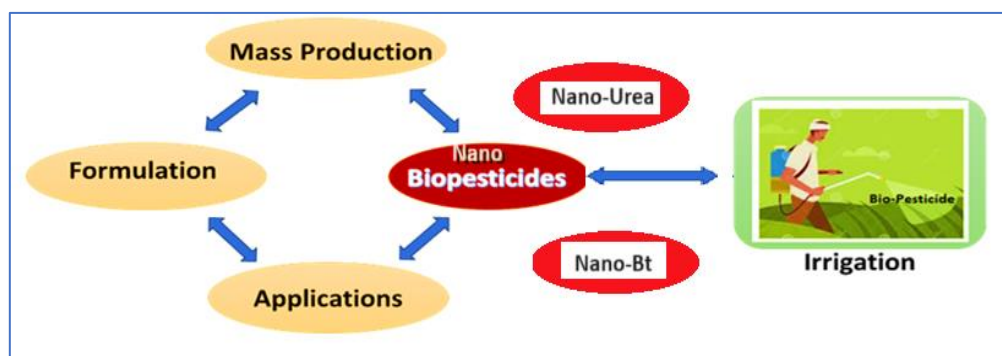 Mass Production
Nano-Urea
Formulation
Nano
Biopesticides
Bio-Pesticide
Nano-Bt
Irrigation
Applications